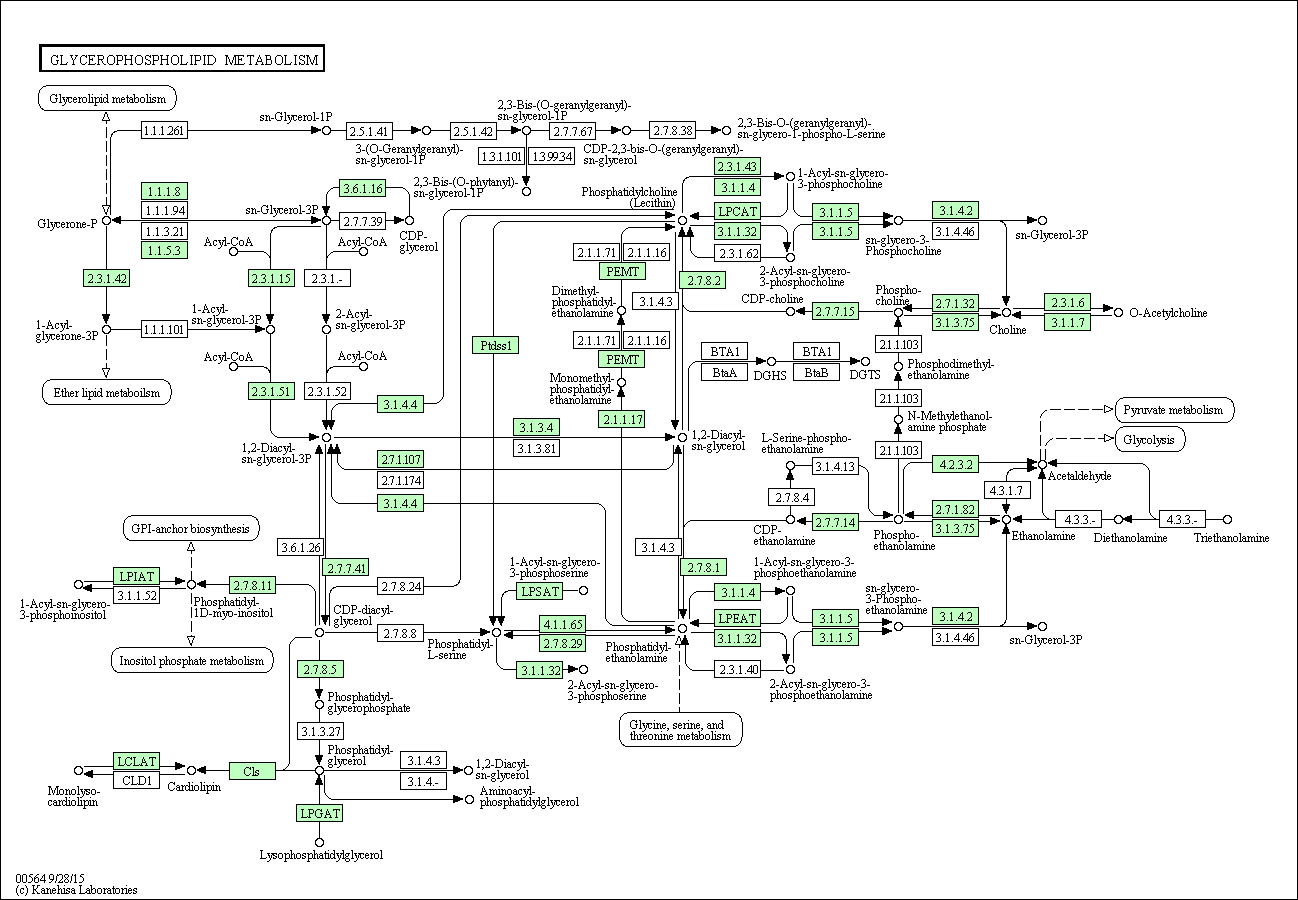 GLYCEROPHOSPHOLIPID METABOLISM
Glycerolipid metabolism
1.1.1.261
sn-Glycerol-1P
2.5.1.41
3-(O-Geranylgeranyl)-
sn-glycerol-1P
2.5.1.42
2,3-Bis-(O-geranylgeranyl)-
sn-glycerol-1P
2.7.7.67
CDP-2,3-bis-O-(geranylgeranyl)-
sn-glycerol
2.7.8.38
2,3-Bis-O-(geranylgeranyl)-
sn-glycero-1-phospho-L-serine
1.3.1.101
1.3.99.34
2,3-Bis-(O-phytanyl)-
sn-glycerol-1P
1.1.1.8
1.1.1.94
1.1.3.21
1.1.5.3
Glycerone-P
sn-Glycerol-3P
3.6.1.16
2.7.7.39
CDP-
glycerol
Phosphatidylcholine
(Lecithin)
2.3.1.43
3.1.1.4
LPCAT
3.1.1.32
2.3.1.62
1-Acyl-sn-glycero-
3-phosphocholine
2-Acyl-sn-glycero-
3-phosphocholine
3.1.1.5
3.1.1.5
sn-glycero-3-
Phosphocholine
3.1.4.2
3.1.4.46
sn-Glycerol-3P
Acyl-CoA
Acyl-CoA
2.3.1.42
2.3.1.15
2.3.1.-
2.1.1.71
2.1.1.16
PEMT
2.7.8.2
3.1.4.3
Dimethyl-
phosphatidyl-
ethanolamine
CDP-choline
2.7.7.15
Phospho-
choline
2.7.1.32
3.1.3.75
Choline
2.3.1.6
3.1.1.7
O-Acetylcholine
1-Acyl-
glycerone-3P
1.1.1.101
1-Acyl-
sn-glycerol-3P
2-Acyl-
sn-glycerol-3P
Ptdss1
2.1.1.71
2.1.1.16
PEMT
BTA1
BtaA
DGHS
BTA1
BtaB
DGTS
2.1.1.103
Phosphodimethyl-
ethanolamine
Acyl-CoA
Acyl-CoA
Ether lipid metaboilsm
2.3.1.51
2.3.1.52
3.1.4.4
Monomethyl-
phosphatidyl-
ethanolamine
2.1.1.17
2.1.1.103
N-Methylethanol-
amine phosphate
Pyruvate metabolism
Glycolysis
1,2-Diacyl-
sn-glycerol-3P
3.1.3.4
3.1.3.81
1,2-Diacyl-
sn-glycerol
L-Serine-phospho-
ethanolamine
2.1.1.103
2.7.1.107
2.7.1.174
3.1.4.4
3.1.4.13
4.2.3.2
Acetaldehyde
2.7.8.4
4.3.1.7
GPI-anchor biosynthesis
CDP-
ethanolamine
2.7.7.14
Phospho-
ethanolamine
2.7.1.82
3.1.3.75
Ethanolamine
4.3.3.-
Diethanolamine
4.3.3.-
Triethanolamine
3.6.1.26
2.7.7.41
3.1.4.3
2.7.8.1
LPIAT
3.1.1.52
1-Acyl-sn-glycero-
3-phosphoinositol
2.7.8.11
Phosphatidyl-
1D-myo-inositol
2.7.8.24
CDP-diacyl-
glycerol
2.7.8.8
Phosphatidyl-
L-serine
1-Acyl-sn-glycero-
3-phosphoserine
LPSAT
4.1.1.65
2.7.8.29
3.1.1.32
2-Acyl-sn-glycero-
3-phosphoserine
Phosphatidyl-
ethanolamine
1-Acyl-sn-glycero-3-
phosphoethanolamine
3.1.1.4
LPEAT
3.1.1.32
2.3.1.40
2-Acyl-sn-glycero-3-
phosphoethanolamine
3.1.1.5
3.1.1.5
sn-glycero-
3-Phospho-
ethanolamine
3.1.4.2
3.1.4.46
sn-Glycerol-3P
Inositol phosphate metabolism
2.7.8.5
Phosphatidyl-
glycerophosphate
3.1.3.27
Glycine, serine, and
threonine metabolism
Phosphatidyl-
glycerol
LCLAT
CLD1
Monolyso-
cardiolipin
Cardiolipin
Cls
3.1.4.3
3.1.4.-
1,2-Diacyl-
sn-glycerol
Aminoacyl-
phosphatidylglycerol
LPGAT
Lysophosphatidylglycerol
00564 9/28/15
(c) Kanehisa Laboratories